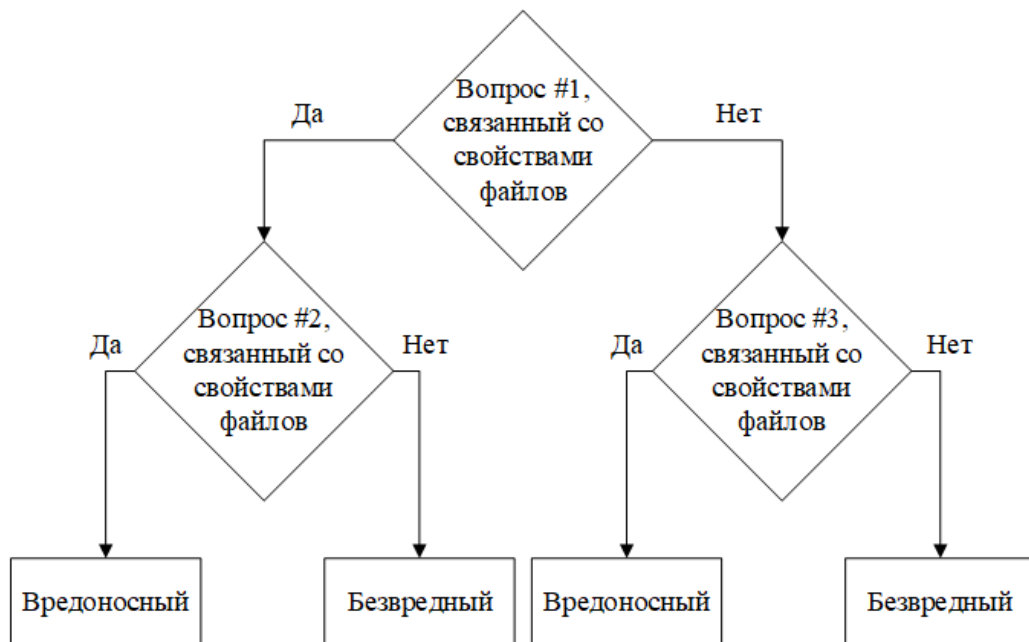 Вопрос #1,
связанный со
свойствами
файлов
Да
Нет
Вопрос #2,
связанный со
свойствами
файлов
Да
Нет
Вопрос #3,
связанный со
свойствами
файлов
Да
Нет
Вредоносный
Безвредный
Вредоносный
Безвредный